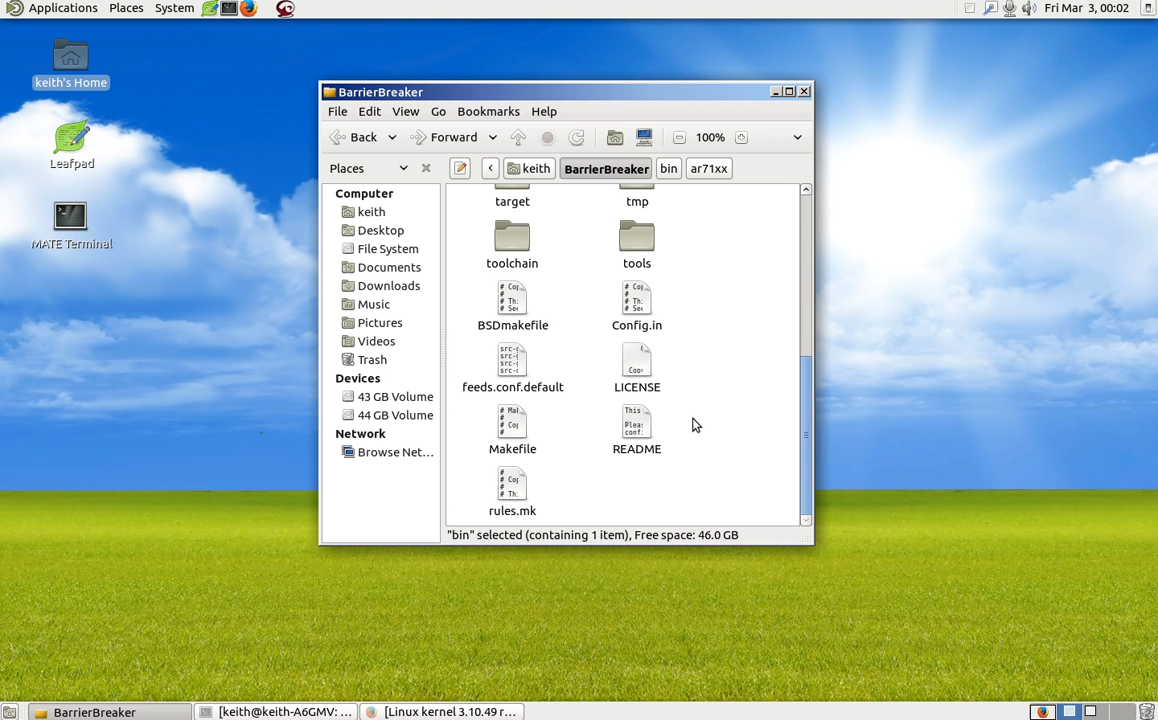 Applications Places System Fri Mar 3, 00:02
keith's Home
Leafpad
MATE Terminal
BarrierBreaker
File Edit View Go Bookmarks Help
Back Forward 100%
Places keith BarrierBreaker bin ar71xx
Computer
keith
Desktop
File System
Documents
Downloads
Music
Pictures
Videos
Trash
Devices
43 GB Volume
44 GB Volume
Network
Browse Net...
target tmp
toolchain tools
BSDmakefile Config.in
feeds.conf.default LICENSE
Makefile README
rules.mk
"bin" selected (containing 1 item), Free space: 46.0 GB
BarrierBreaker [keith@keith-A6GMV: ... [Linux kernel 3.10.49 r...